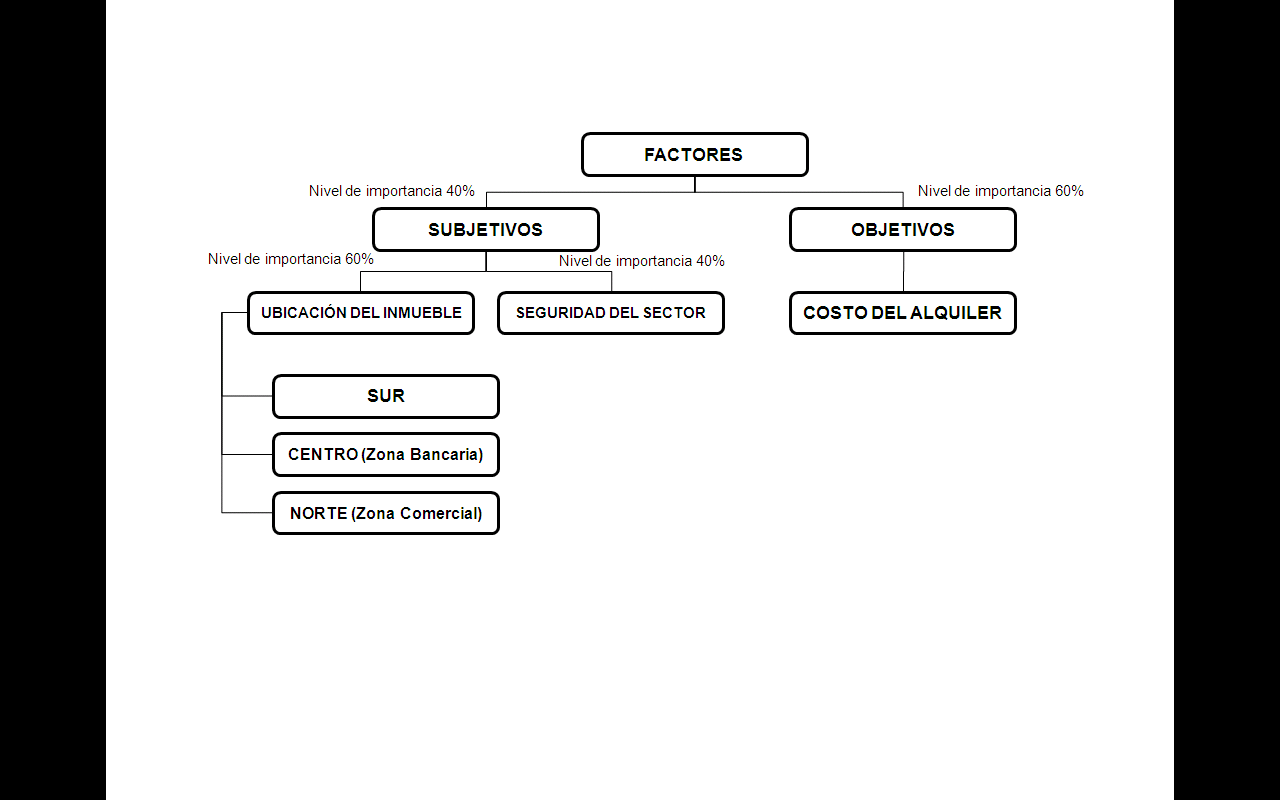 FACTORES
Nivel de importancia 40%
Nivel de importancia 60%
SUBJETIVOS
OBJETIVOS
Nivel de importancia 60%
Nivel de importancia 40%
UBICACIÓN DEL INMUEBLE
SEGURIDAD DEL SECTOR
COSTO DEL ALQUILER
SUR
CENTRO (Zona Bancaria)
NORTE (Zona Comercial)